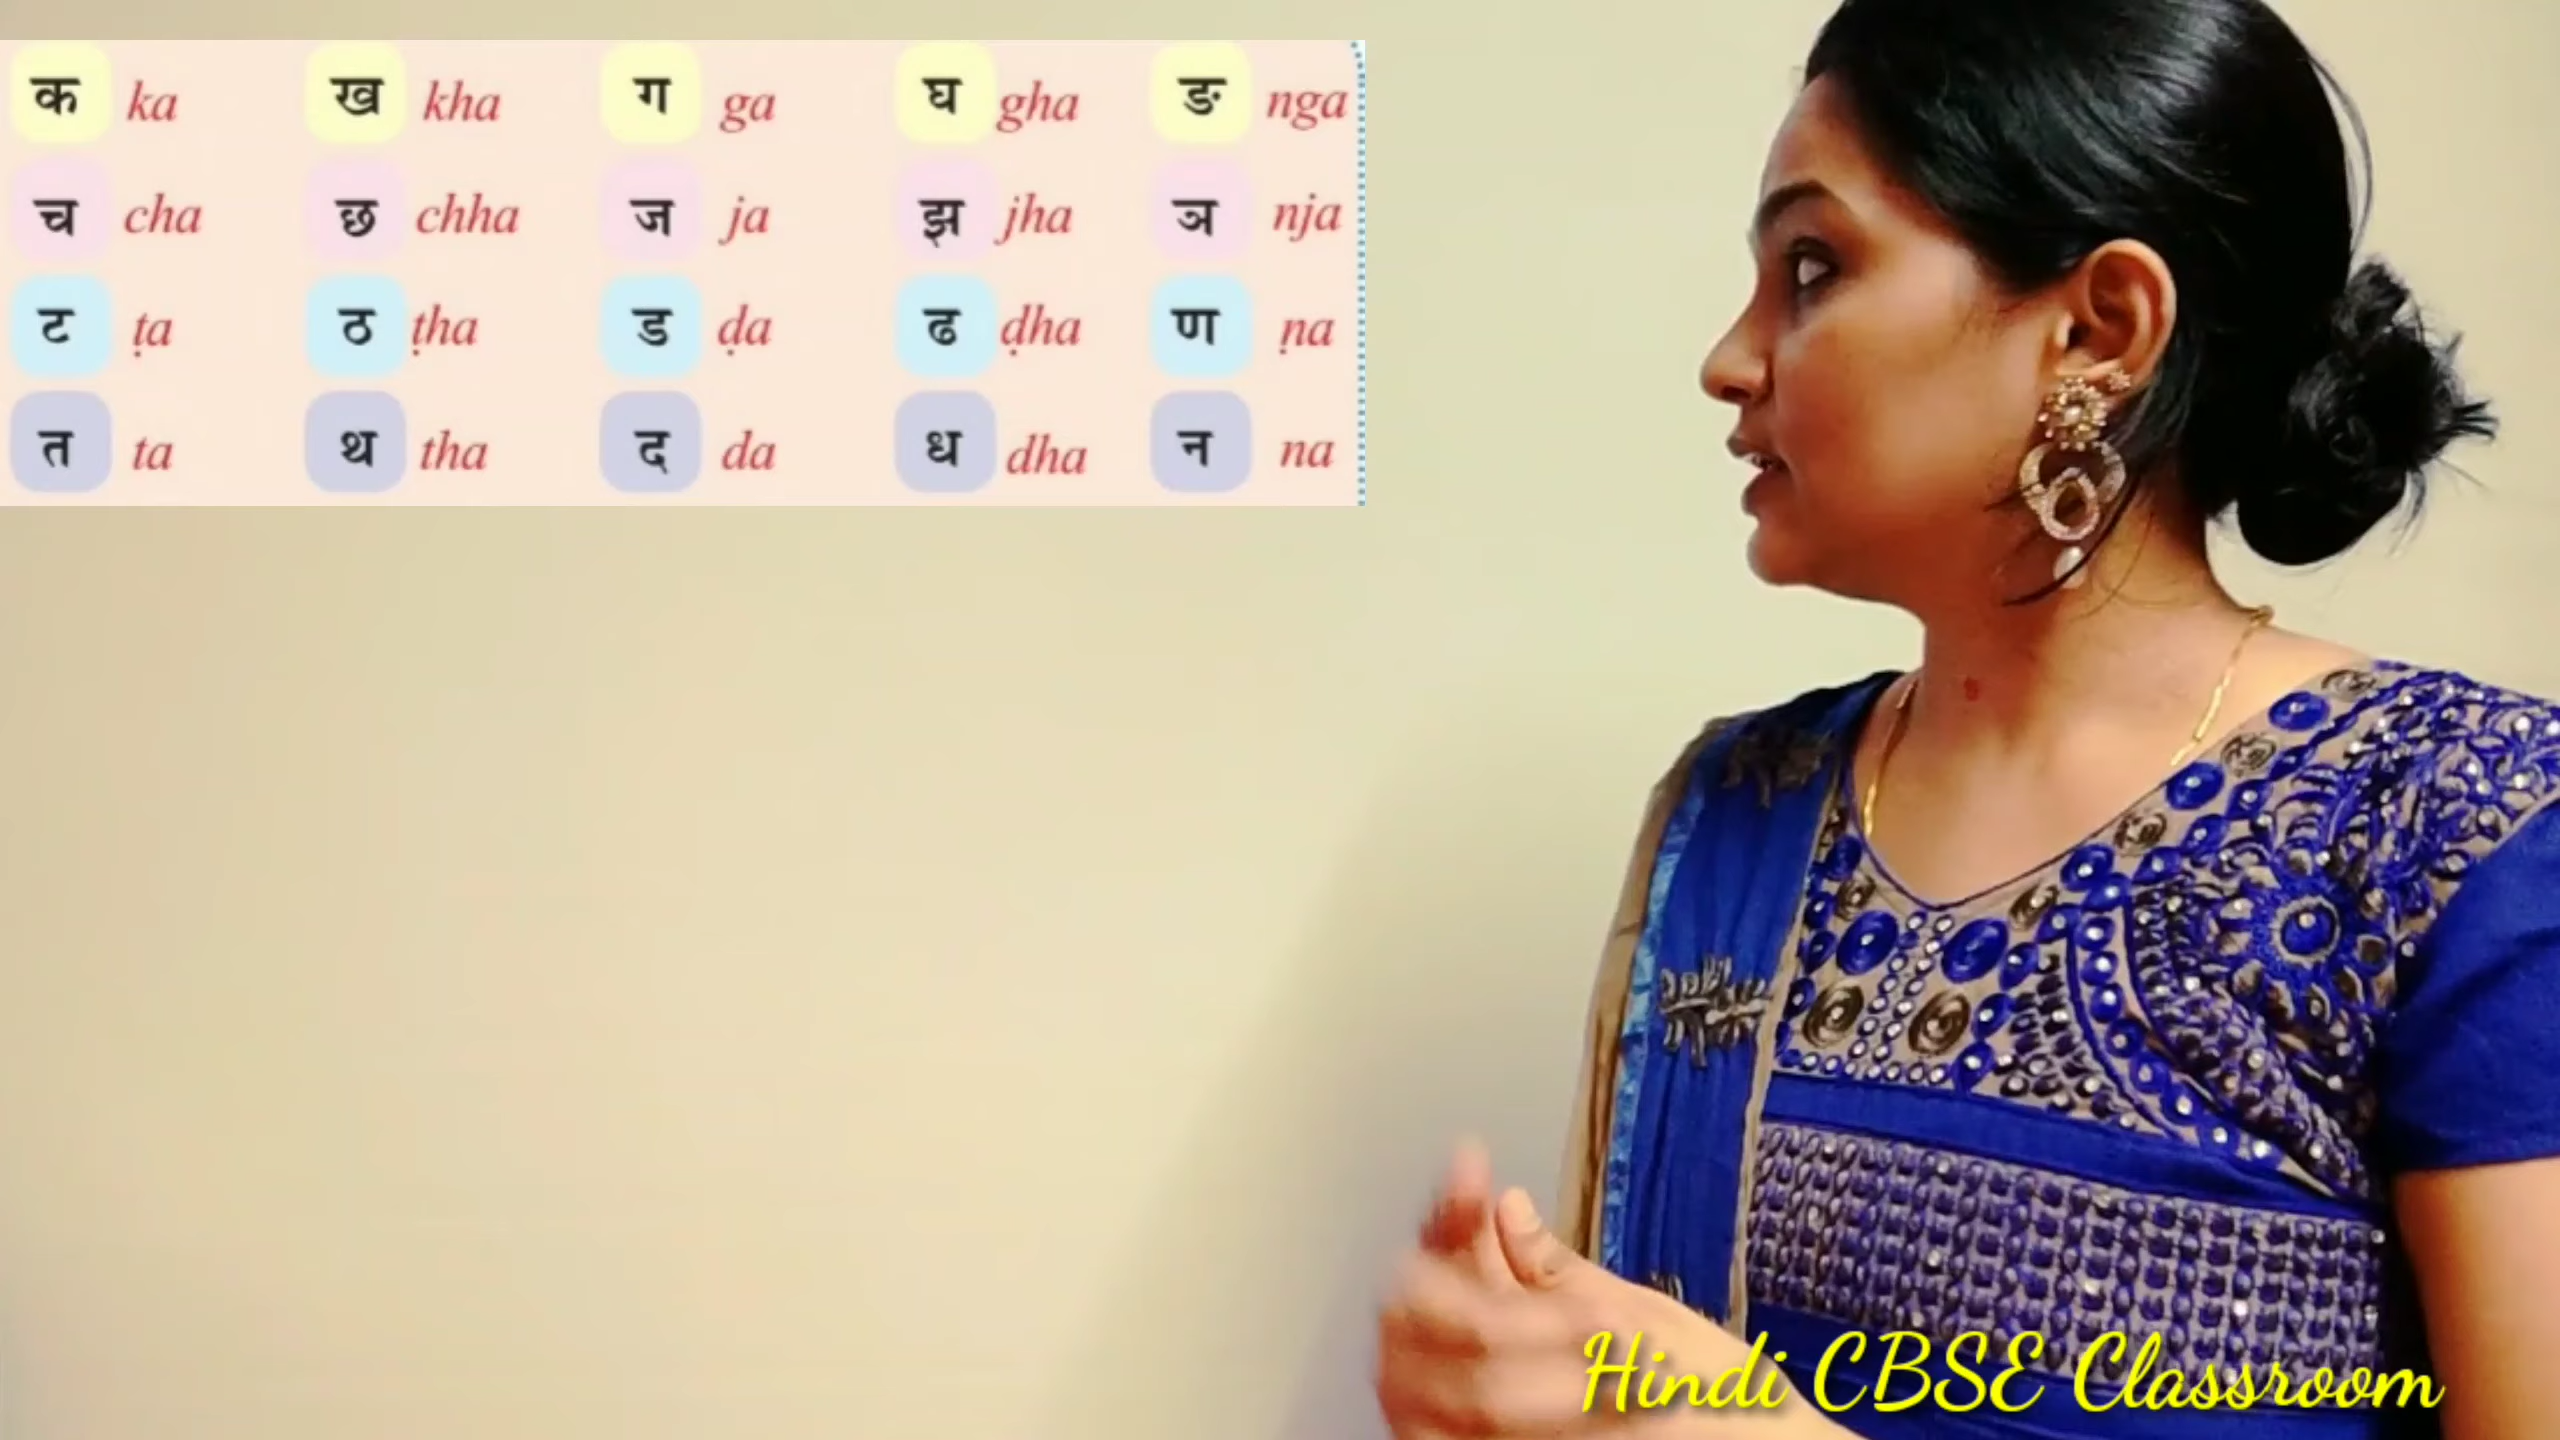 क ka ख kha ग ga घ gha ङ nga
च cha छ chha ज ja झ jha ञ nja
ट ṭa ठ ṭha ड ḍa ढ ḍha ण ṇa
त ta थ tha द da ध dha न na
Hindi CBSE Classroom